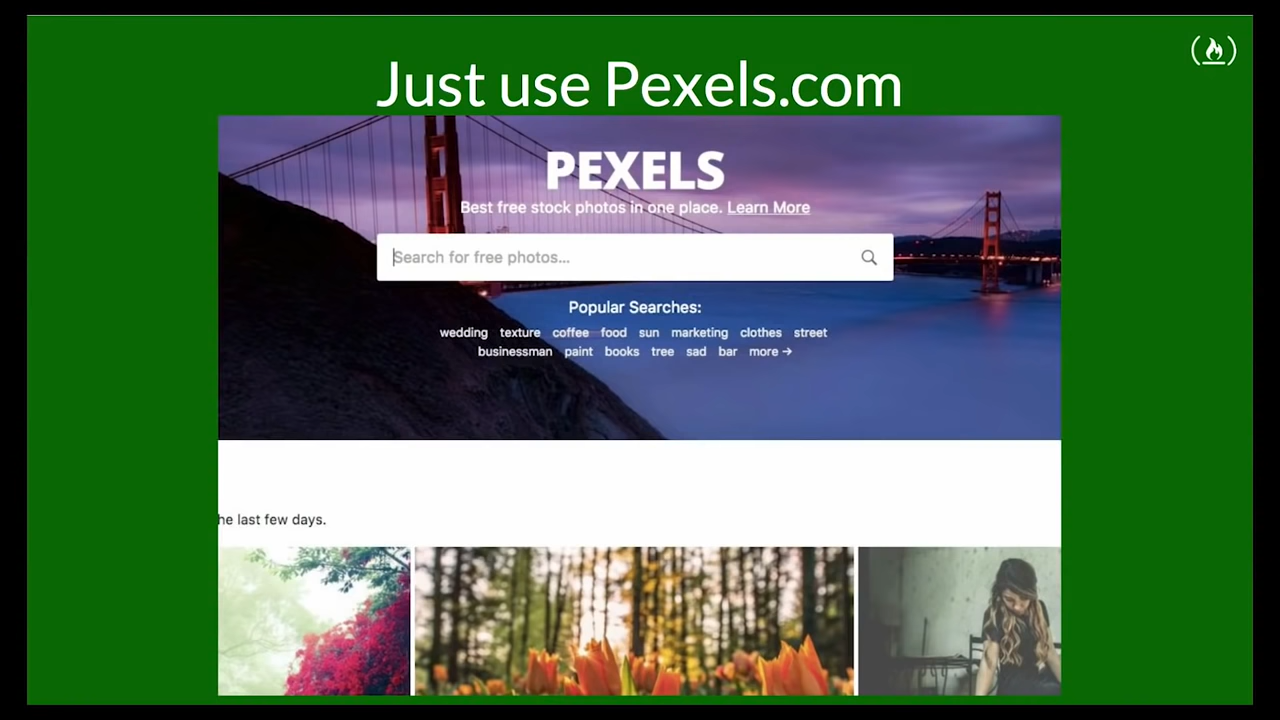 Just use Pexels.com
PEXELS
Best free stock photos in one place. Learn More
Search for free photos...
Popular Searches:
wedding texture coffee food sun marketing clothes street
businessman paint books tree sad bar more →
he last few days.